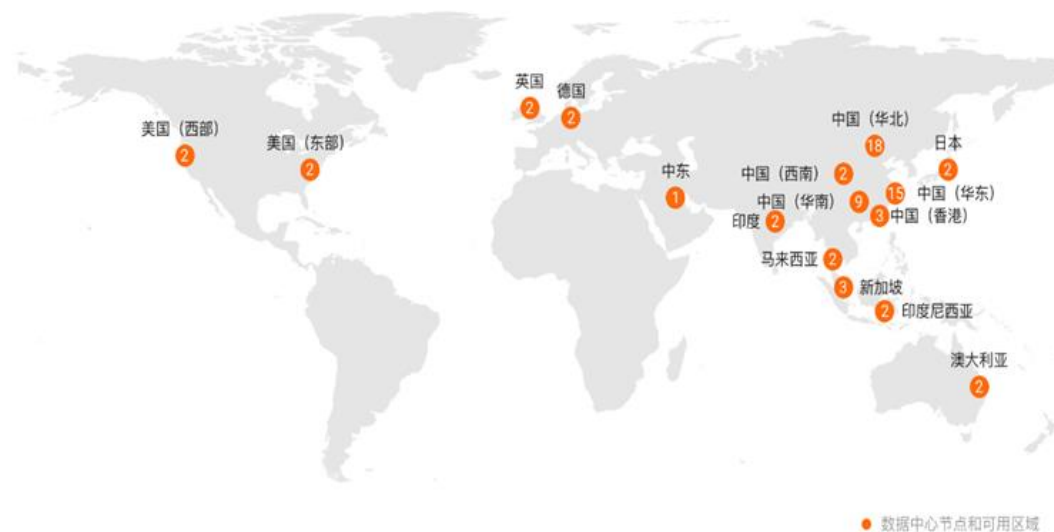 英国
2
德国
2
美国（西部）
2
美国（东部）
2
中国（华北）
18
日本
2
中东
1
中国（西南）
2
中国（华东）
15
中国（华南）
9
中国（香港）
3
印度
2
马来西亚
2
新加坡
3
印度尼西亚
2
澳大利亚
2
数据中心节点和可用区域